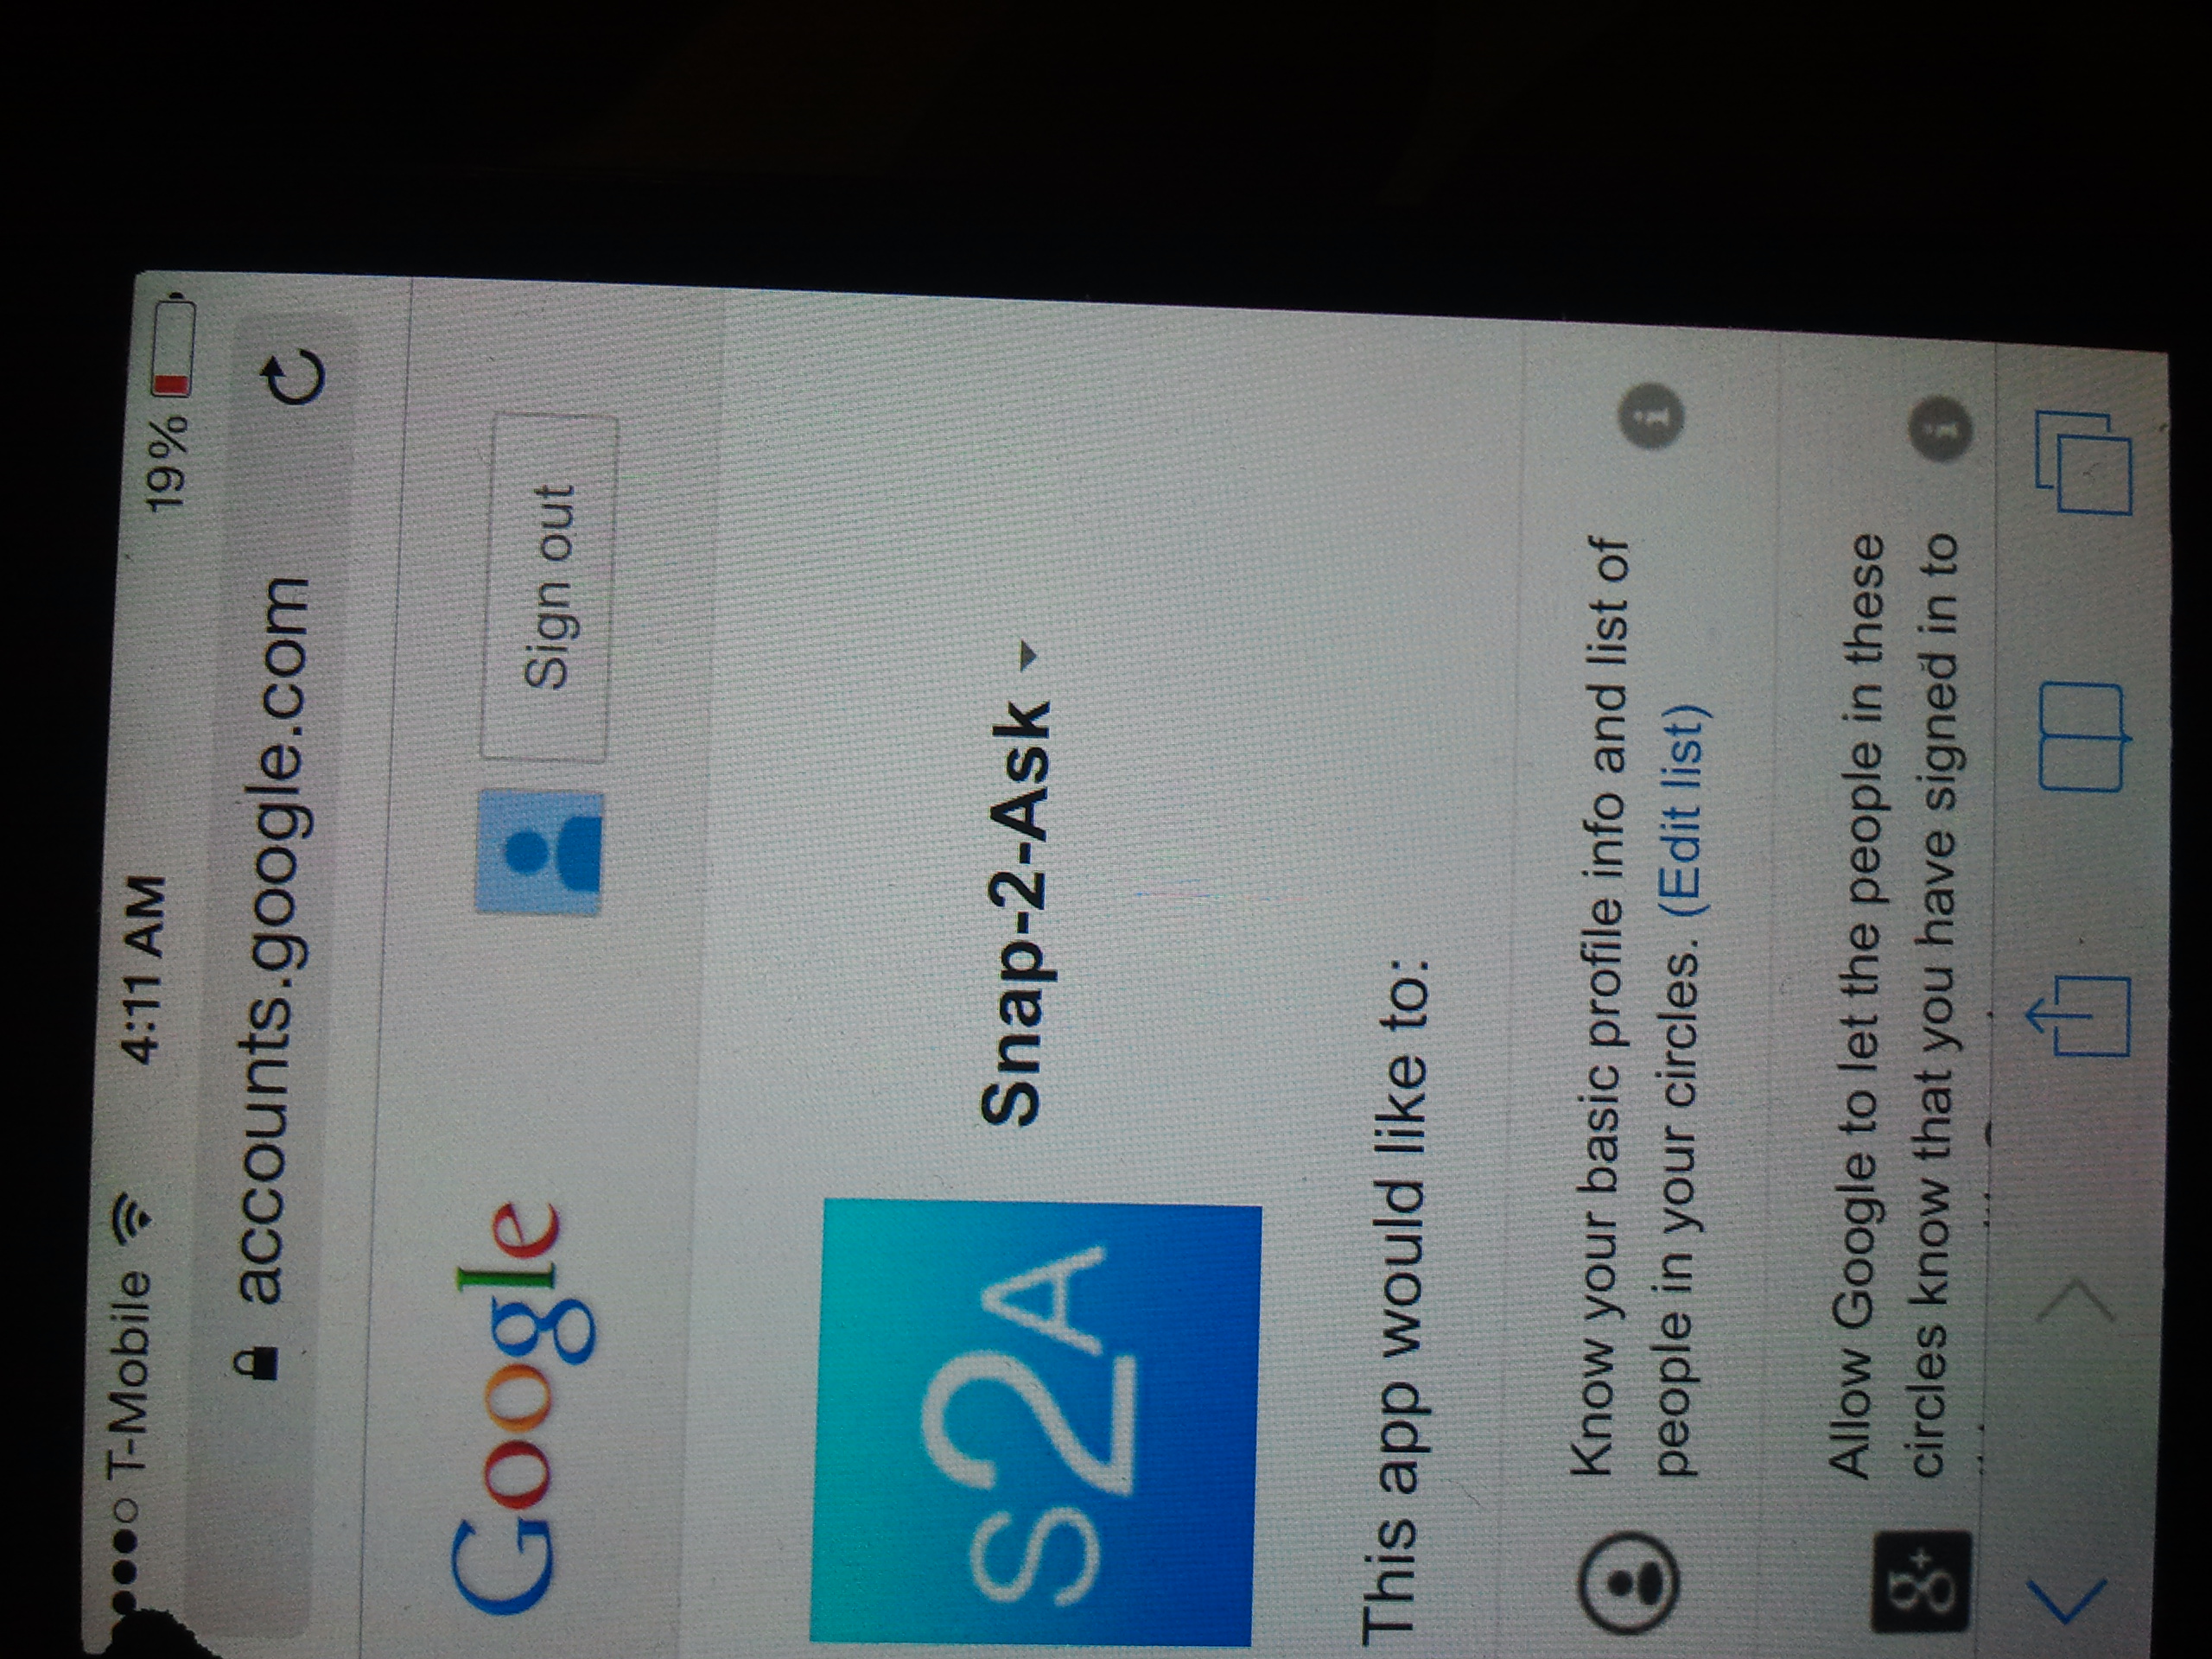 T-Mobile 4:11 AM 19%
accounts.google.com
Google Sign out
S2A Snap-2-Ask
This app would like to:
Know your basic profile info and list of
people in your circles. (Edit list)
i
g+
Allow Google to let the people in these
circles know that you have signed in to
i